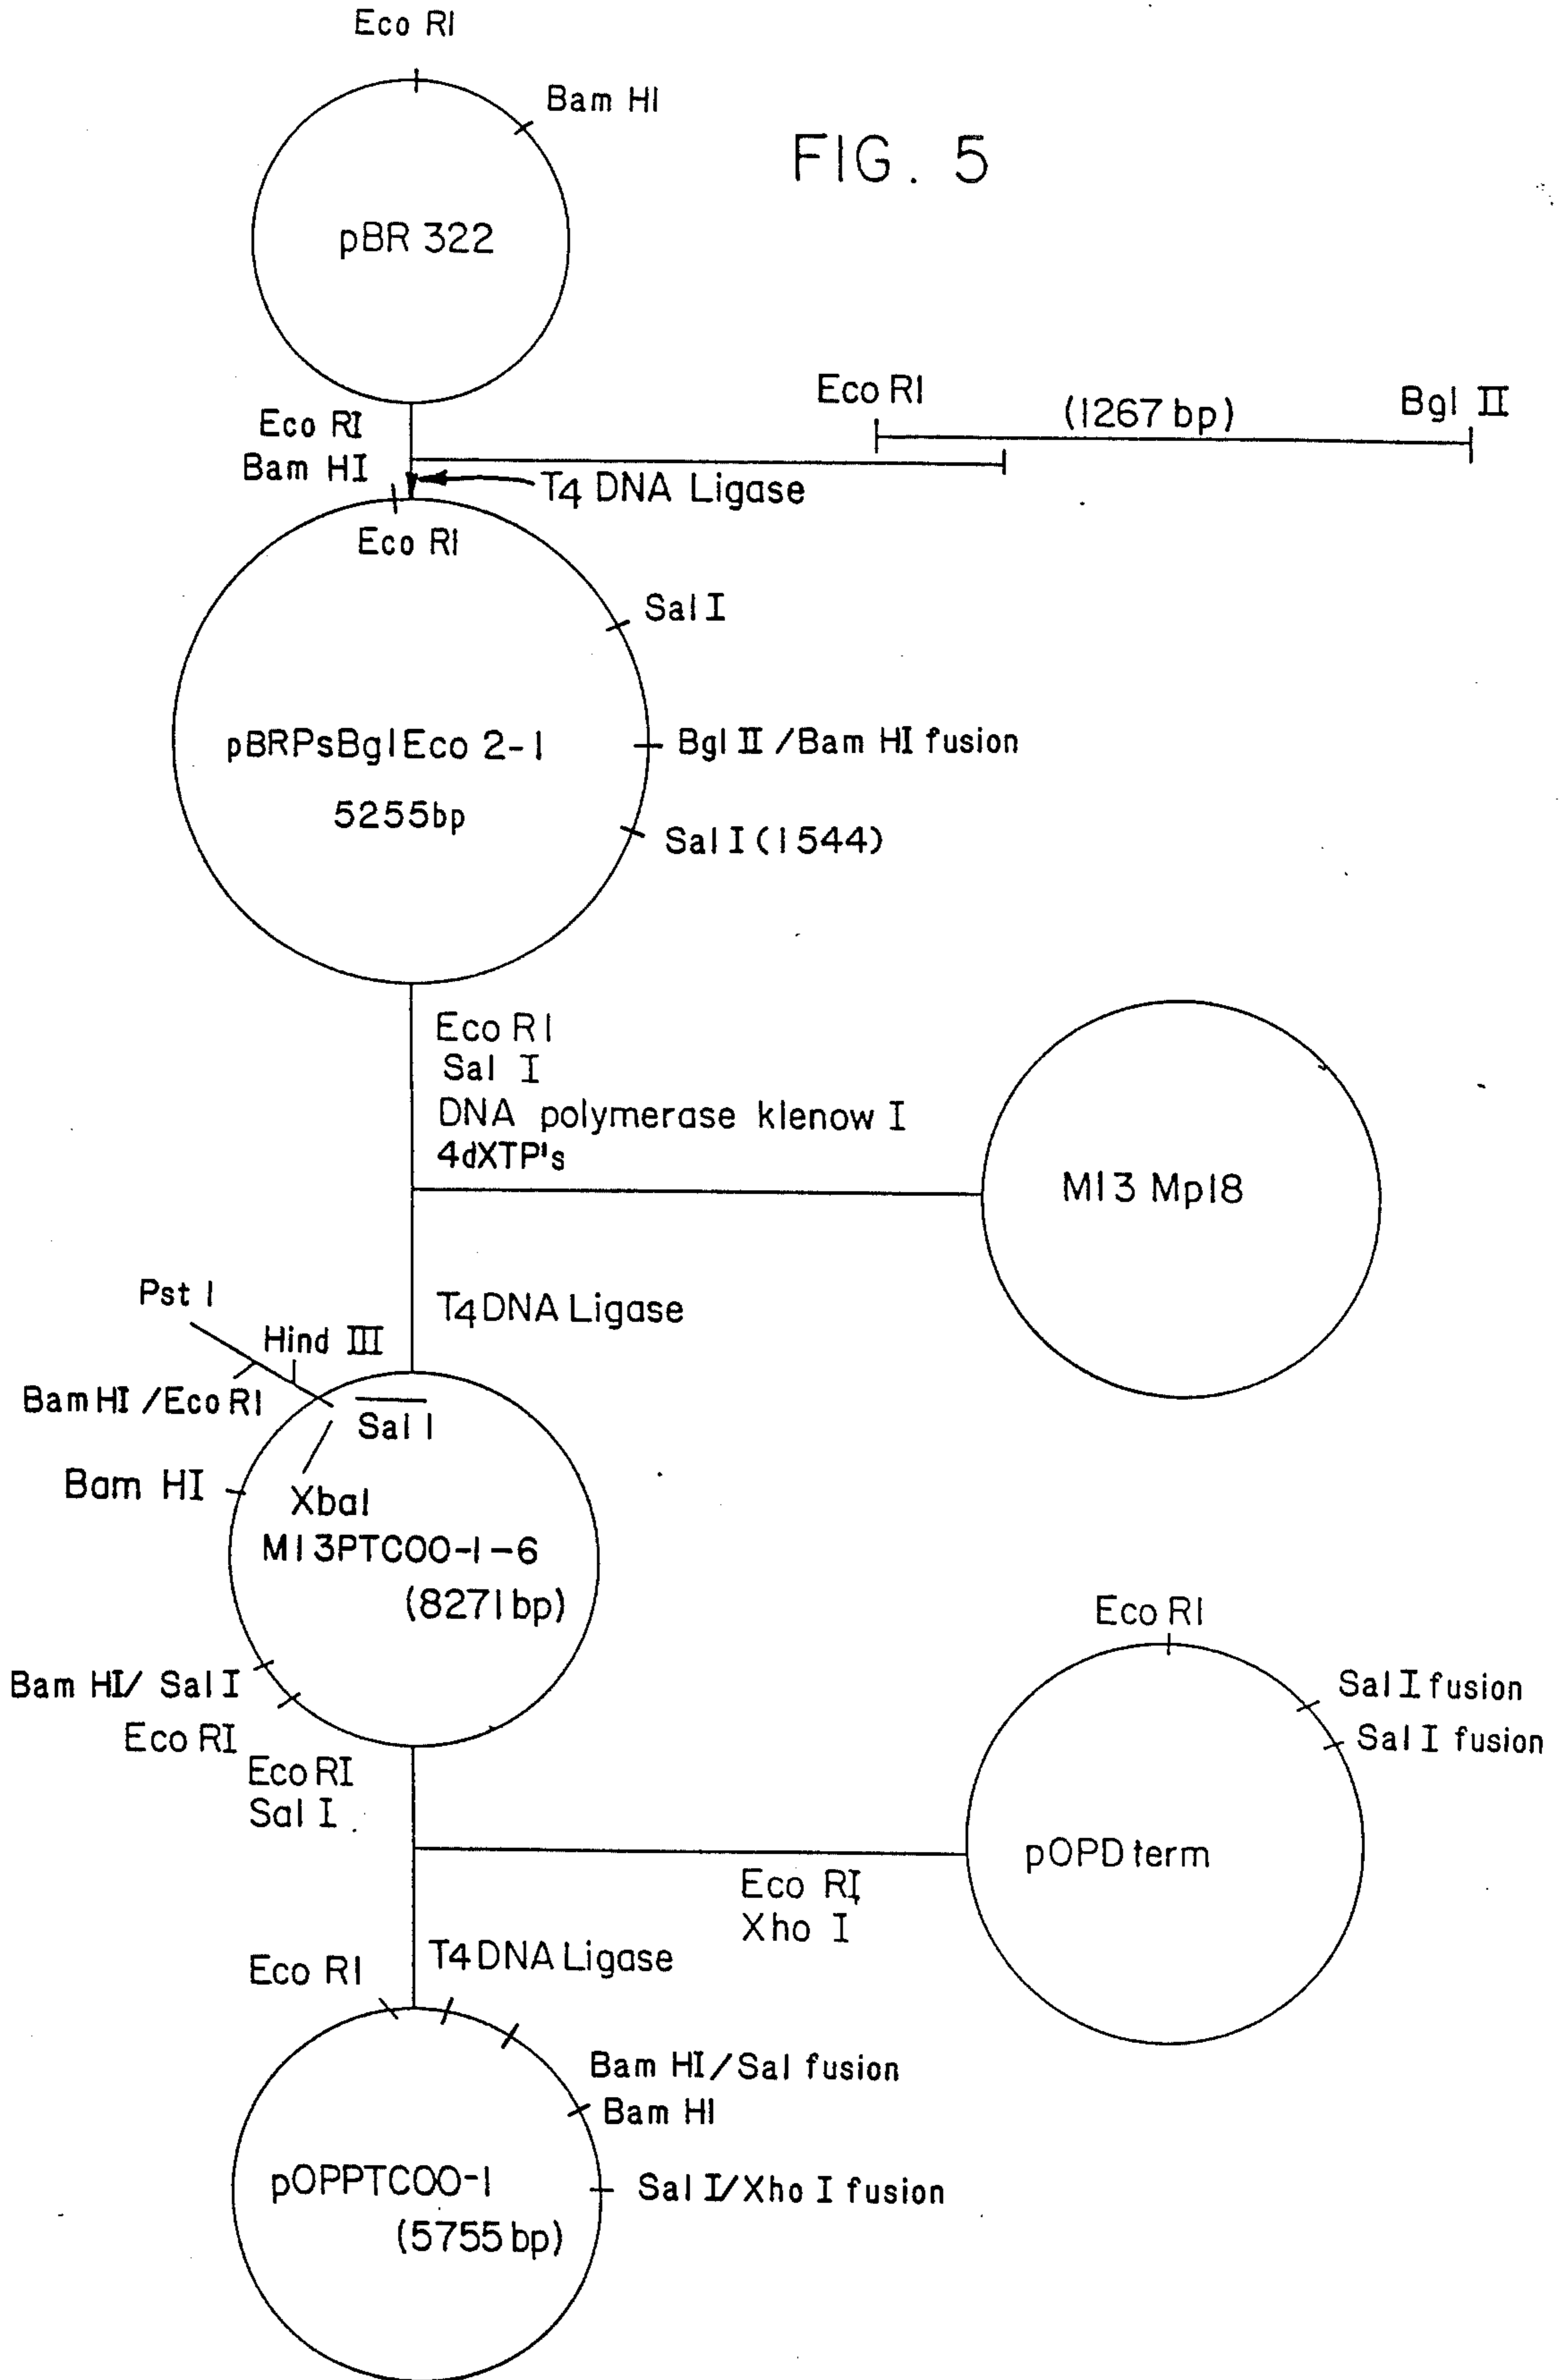 Eco RI
Bam HI
FIG. 5
pBR 322
Eco RI
(1267 bp)
Bgl II
Eco RI
Bam HI
T4 DNA Ligase
Eco RI
Sal I
pBRPsBglEco 2-1
5255bp
Bgl II /Bam HI fusion
Sal I (1544)
Eco RI
Sal I
DNA polymerase klenow I
4dXTP's
M13 Mp18
T4 DNA Ligase
Pst I
Hind III
Bam HI /Eco RI
Sal I
Bam HI
XbaI
M13PTC00-1-6
(8271bp)
Bam HI/ Sal I
Eco RI
Eco RI
Sal I
Eco RI
Sal I fusion
Sal I fusion
pOPD term
Eco RI
Xho I
T4 DNA Ligase
Eco RI
Bam HI/Sal fusion
Bam HI
pOPPTC00-1
(5755 bp)
Sal I/Xho I fusion